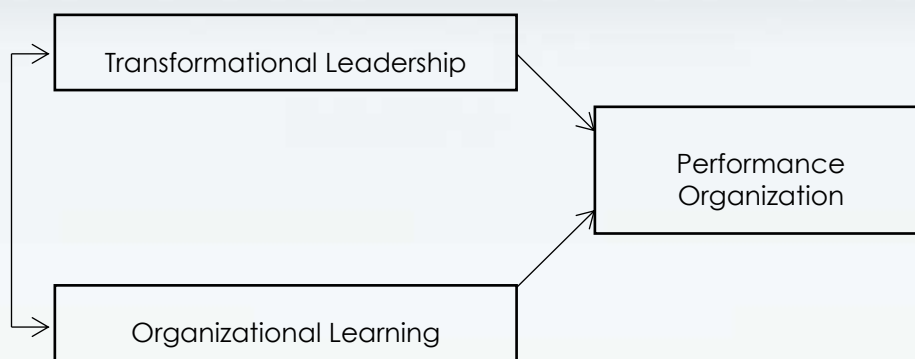 Transformational Leadership
Performance
Organization
Organizational Learning